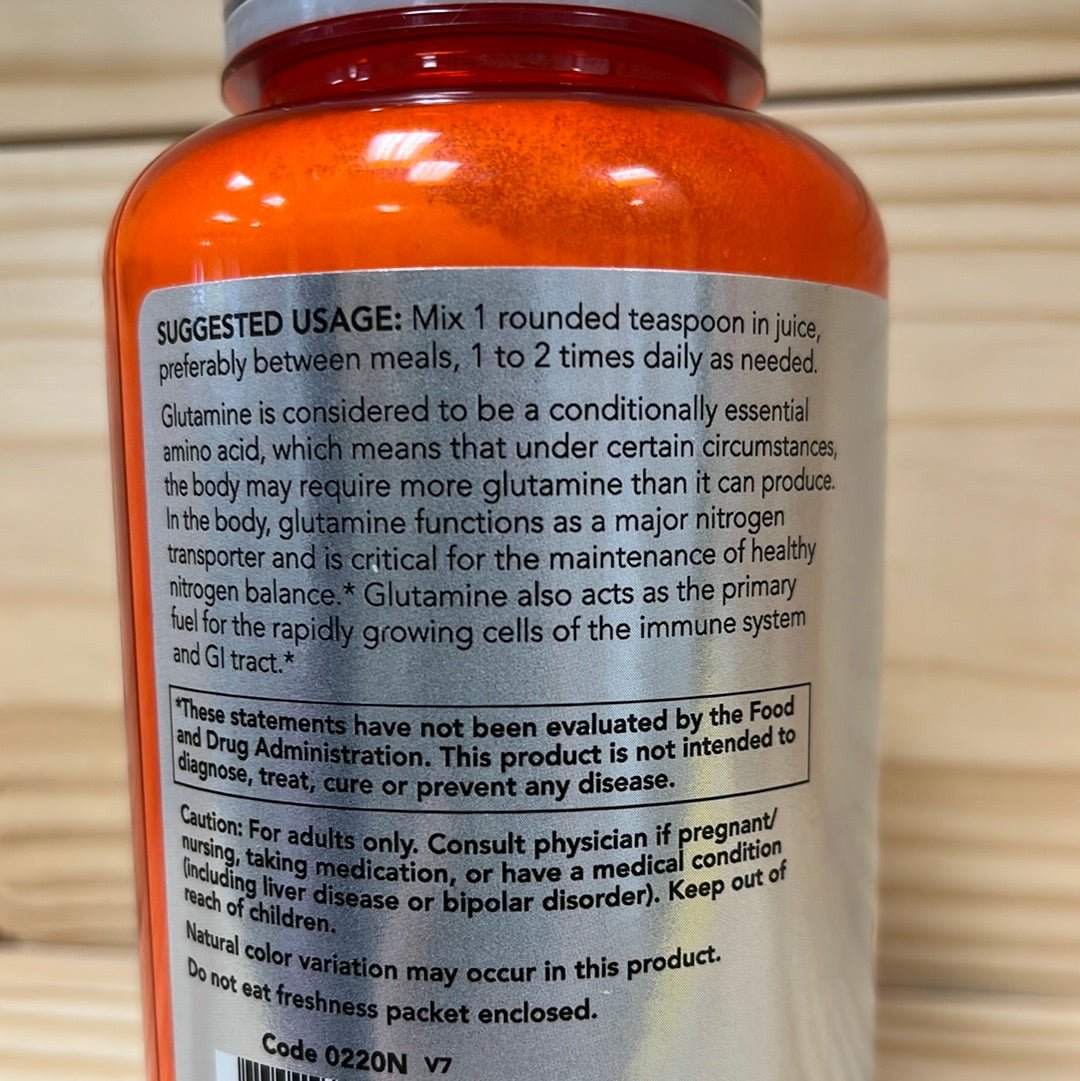 SUGGESTED USAGE: Mix 1 rounded teaspoon in juice,
preferably between meals, 1 to 2 times daily as needed.
Glutamine is considered to be a conditionally essential
amino acid, which means that under certain circumstances,
the body may require more glutamine than it can produce.
In the body, glutamine functions as a major nitrogen
transporter and is critical for the maintenance of healthy
nitrogen balance.* Glutamine also acts as the primary
fuel for the rapidly growing cells of the immune system
and GI tract.*
*These statements have not been evaluated by the Food
and Drug Administration. This product is not intended to
diagnose, treat, cure or prevent any disease.
Caution: For adults only. Consult physician if pregnant/
nursing, taking medication, or have a medical condition
(including liver disease or bipolar disorder). Keep out of
reach of children.
Natural color variation may occur in this product.
Do not eat freshness packet enclosed.
Code 0220N V7